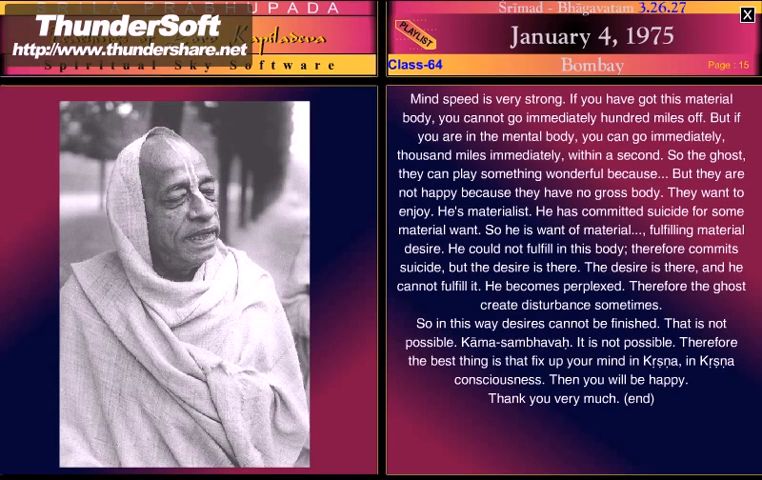 SRILA PRABHUPADA
ThunderSoft
Kapiladeva
http://www.thundershare.net
Spiritual Sky Software
Śrīmad - Bhāgavatam 3.26.27
X
PLAYLIST
January 4, 1975
Class-64
Bombay
Page : 15
Mind speed is very strong. If you have got this material
body, you cannot go immediately hundred miles off. But if
you are in the mental body, you can go immediately,
thousand miles immediately, within a second. So the ghost,
they can play something wonderful because... But they are
not happy because they have no gross body. They want to
enjoy. He's materialist. He has committed suicide for some
material want. So he is want of material..., fulfilling material
desire. He could not fulfill in this body; therefore commits
suicide, but the desire is there. The desire is there, and he
cannot fulfill it. He becomes perplexed. Therefore the ghost
create disturbance sometimes.
So in this way desires cannot be finished. That is not
possible. Kāma-sambhavaḥ. It is not possible. Therefore
the best thing is that fix up your mind in Kṛṣṇa, in Kṛṣṇa
consciousness. Then you will be happy.
Thank you very much. (end)